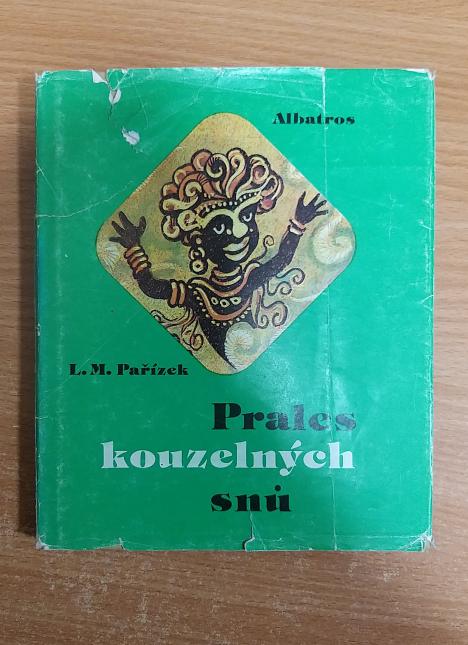 Albatros
L. M. Pařízek
Prales
kouzelných
snů